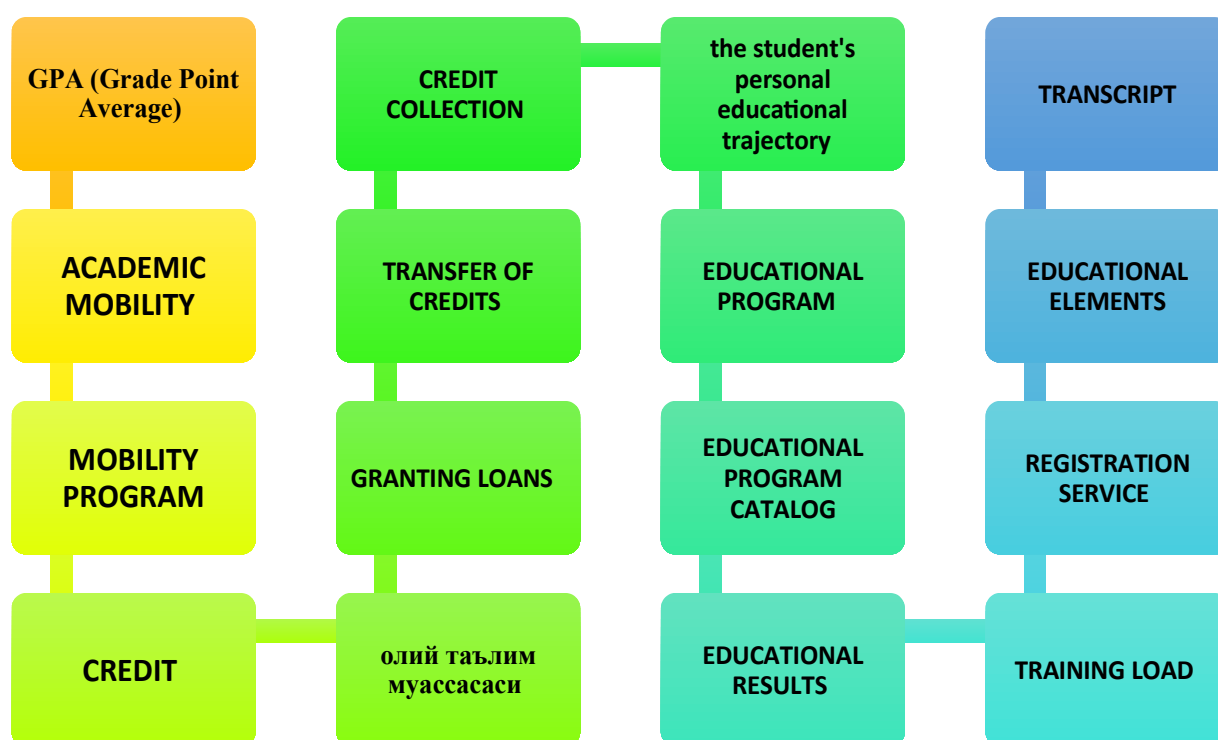 GPA (Grade Point
Average)
ACADEMIC
MOBILITY
MOBILITY
PROGRAM
CREDIT
олий таълим
муассасаси
GRANTING LOANS
TRANSFER OF
CREDITS
CREDIT
COLLECTION
the student's
personal
educational
trajectory
EDUCATIONAL
PROGRAM
EDUCATIONAL
PROGRAM
CATALOG
EDUCATIONAL
RESULTS
TRAINING LOAD
REGISTRATION
SERVICE
EDUCATIONAL
ELEMENTS
TRANSCRIPT